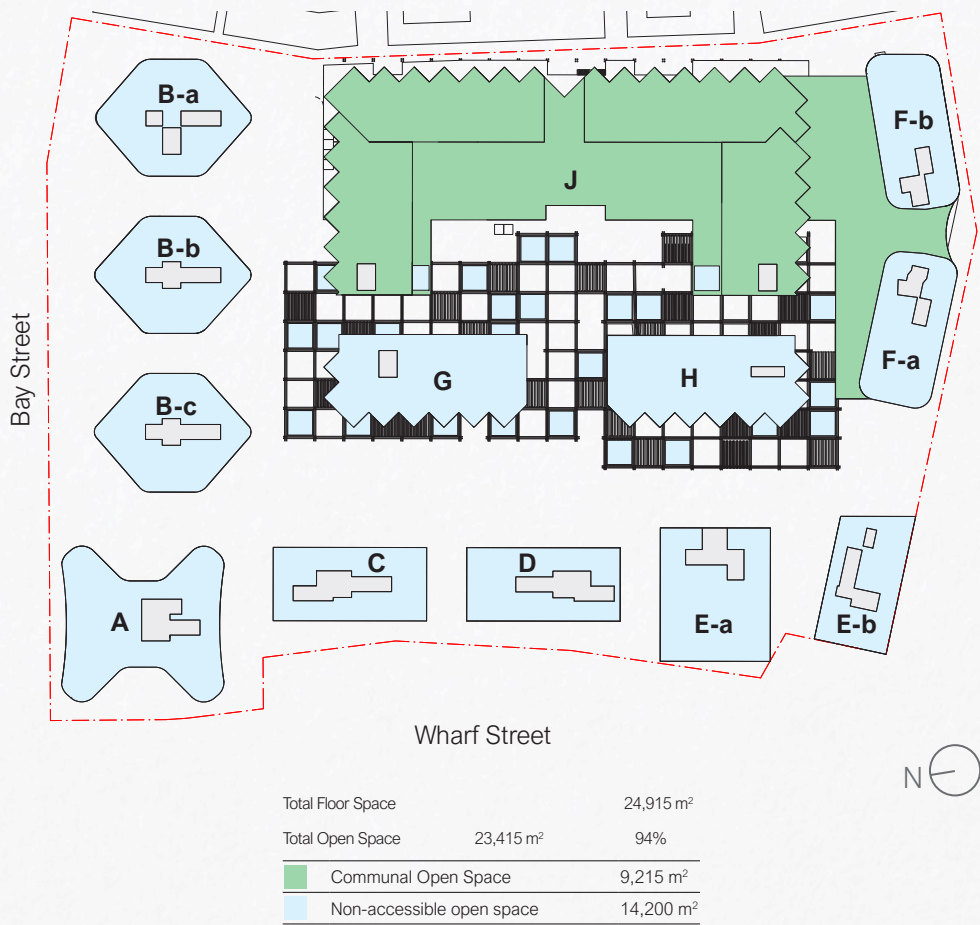 B-a
F-b
J
B-b
F-a
Bay Street
G
H
B-c
C
D
A
E-a
E-b
Wharf Street
N
Total Floor Space 24,915 m²
Total Open Space 23,415 m² 94%
Communal Open Space 9,215 m²
Non-accessible open space 14,200 m²